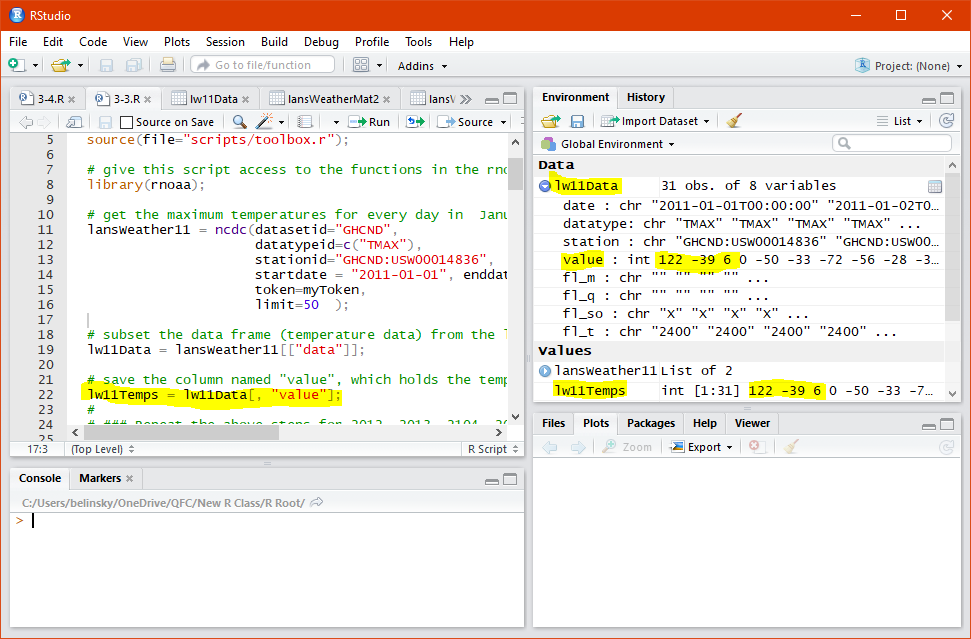 RStudio
File Edit Code View Plots Session Build Debug Profile Tools Help
Go to file/function Addins Project: (None)
3-4.R 3-3.R lw11Data lansWeatherMat2 lansV
Source on Save Run Source
5 source(file="scripts/toolbox.r");
6
7 # give this script access to the functions in the rno
8 library(rnoaa);
9
10 # get the maximum temperatures for every day in Janu
11 lansWeather11 = ncdc(datasetid="GHCND",
12 datatypeid=c("TMAX"),
13 stationid="GHCND:USW00014836",
14 startdate = "2011-01-01", enddat
15 token=myToken,
16 limit=50 );
17
18 # subset the data frame (temperature data) from the l
19 lw11Data = lansWeather11[["data"]];
20
21 # save the column named "value", which holds the temp
22 lw11Temps = lw11Data[, "value"];
23 #
24 # ### Repeat the above steps for 2012, 2013, 2104, 20
25
17:3 (Top Level) R Script
Console Markers
C:/Users/belinsky/OneDrive/QFC/New R Class/R Root/
>
Environment History
Import Dataset List
Global Environment
Data
lw11Data 31 obs. of 8 variables
date : chr "2011-01-01T00:00:00" "2011-01-02T0...
datatype: chr "TMAX" "TMAX" "TMAX" "TMAX" ...
station : chr "GHCND:USW00014836" "GHCND:USW00...
value : int 122 -39 6 0 -50 -33 -72 -56 -28 -3...
fl_m : chr "" "" "" "" ...
fl_q : chr "" "" "" "" ...
fl_so : chr "X" "X" "X" "X" ...
fl_t : chr "2400" "2400" "2400" "2400" ...
Values
lansWeather11 List of 2
lw11Temps int [1:31] 122 -39 6 0 -50 -33 -7...
Files Plots Packages Help Viewer
Zoom Export